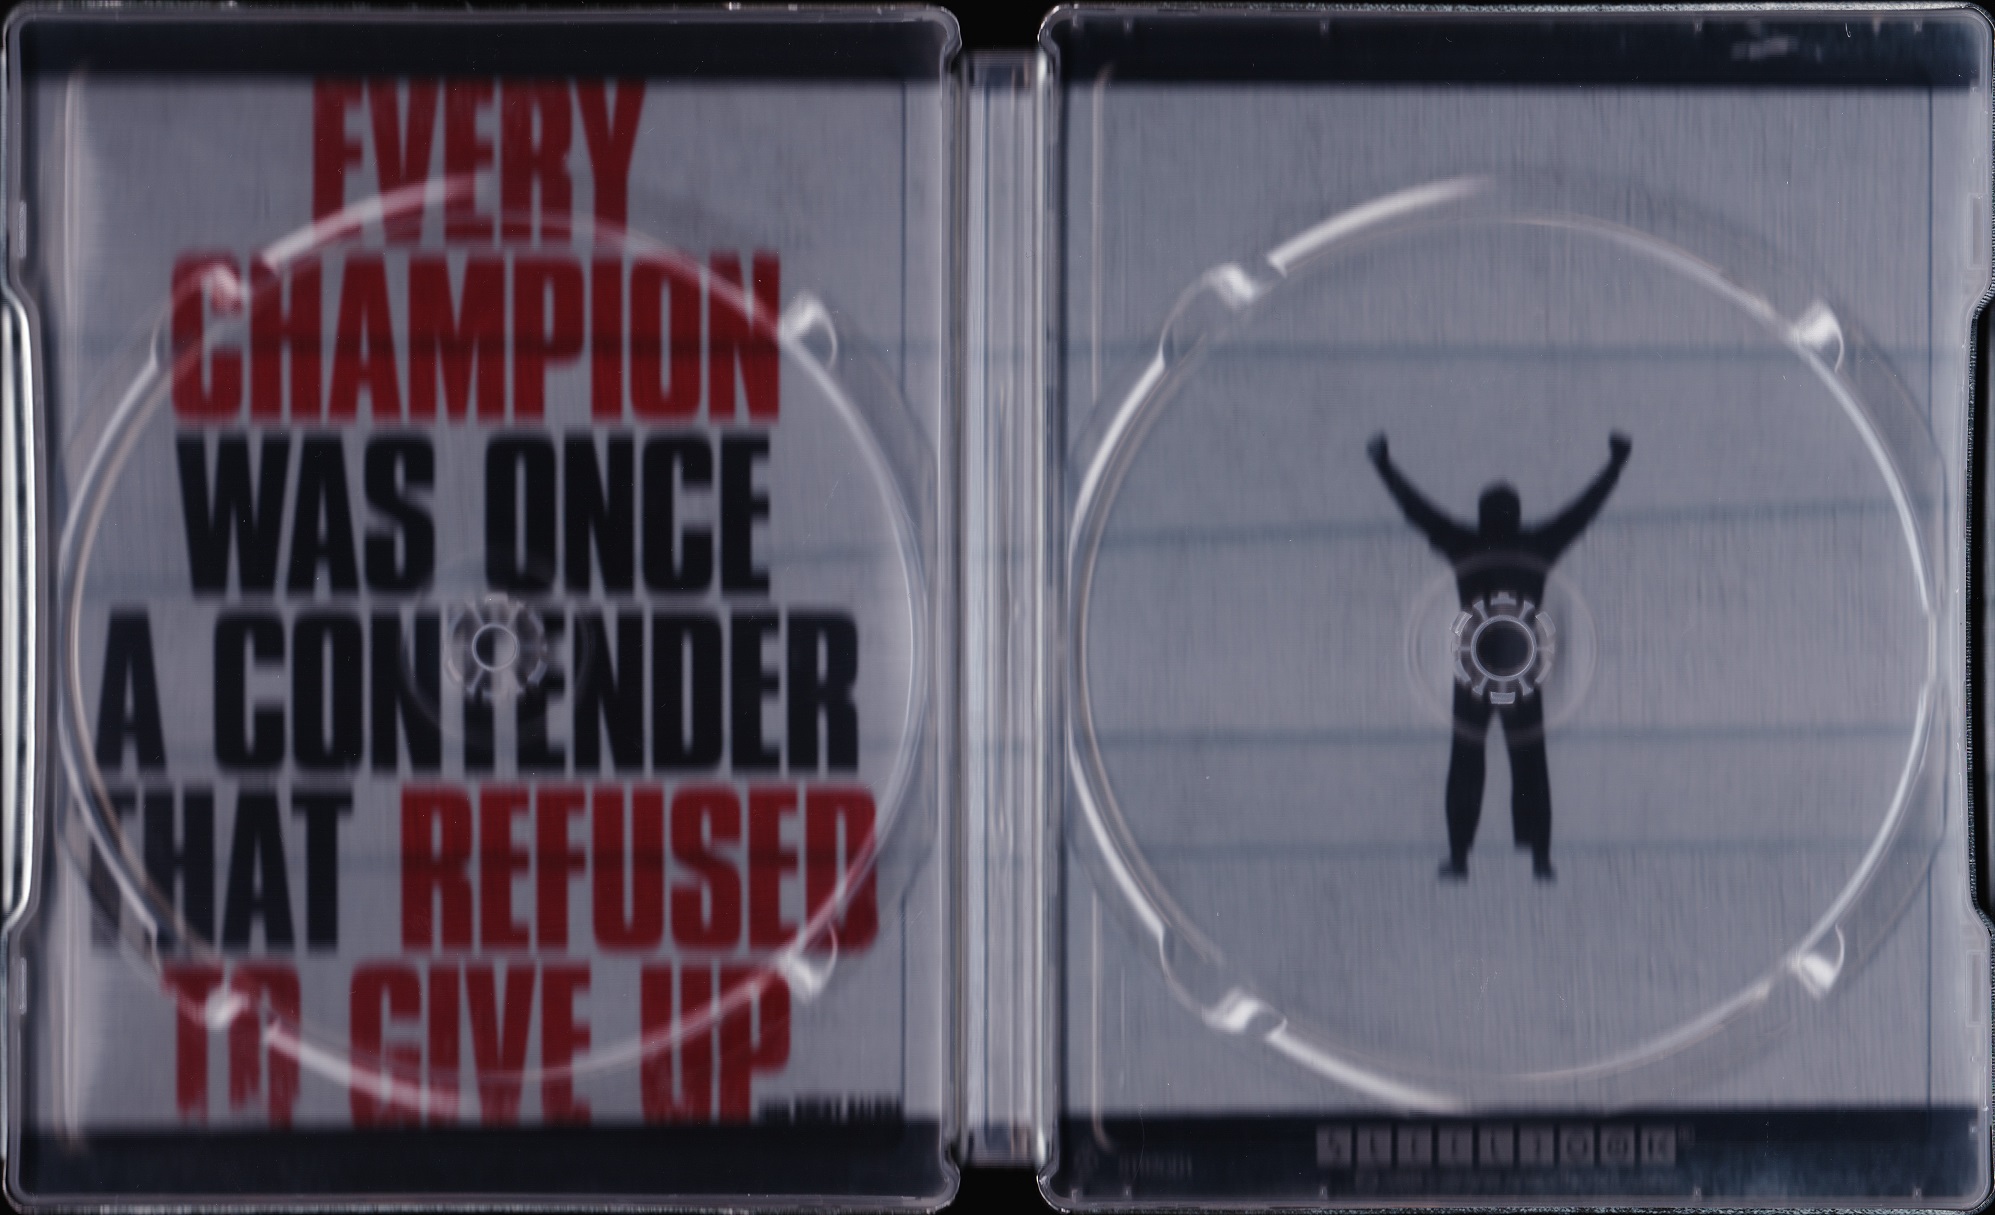 EVERY
CHAMPION
WAS ONCE
A CONTENDER
THAT REFUSED
TO GIVE UP
STEELBOOK